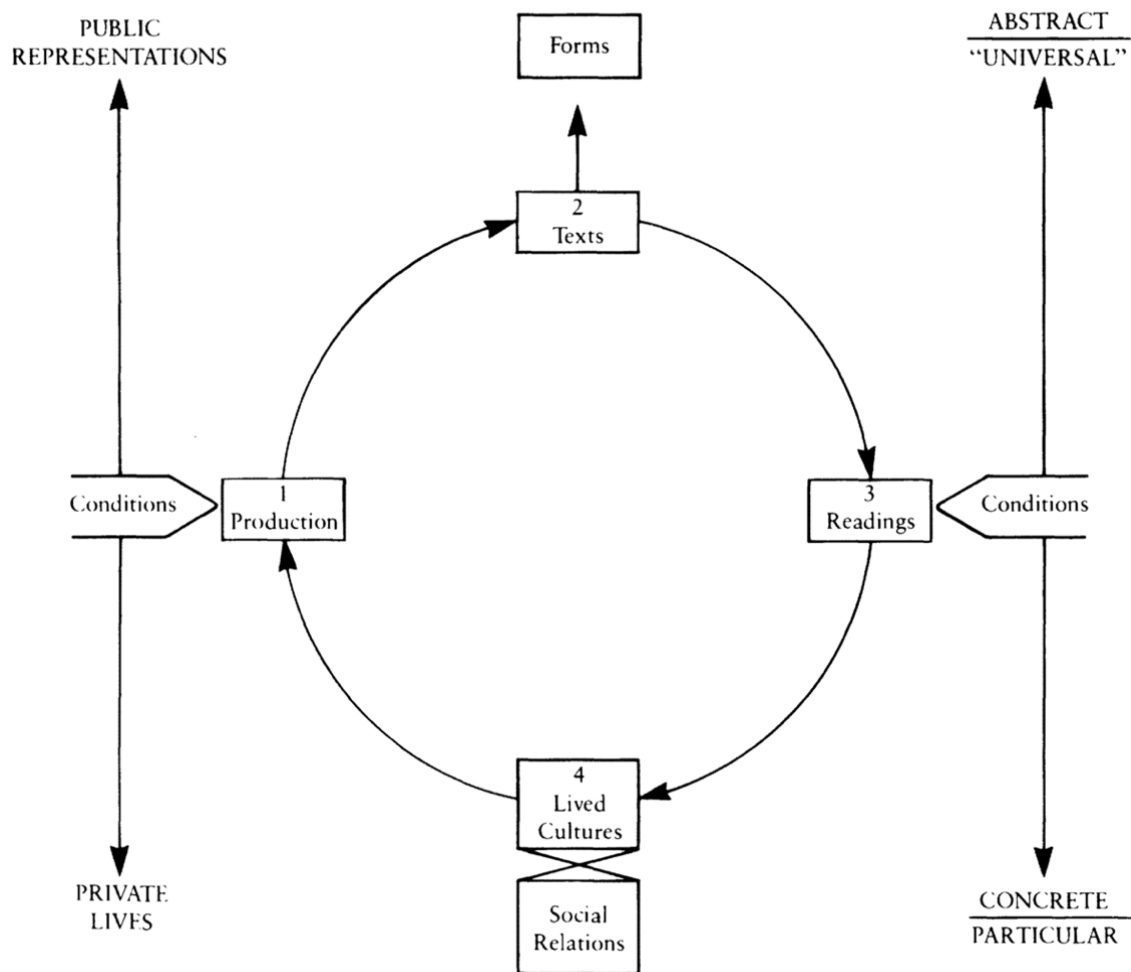 PUBLIC
REPRESENTATIONS
Forms
ABSTRACT
“UNIVERSAL”
2
Texts
Conditions
1
Production
3
Readings
Conditions
4
Lived
Cultures
PRIVATE
LIVES
Social
Relations
CONCRETE
PARTICULAR